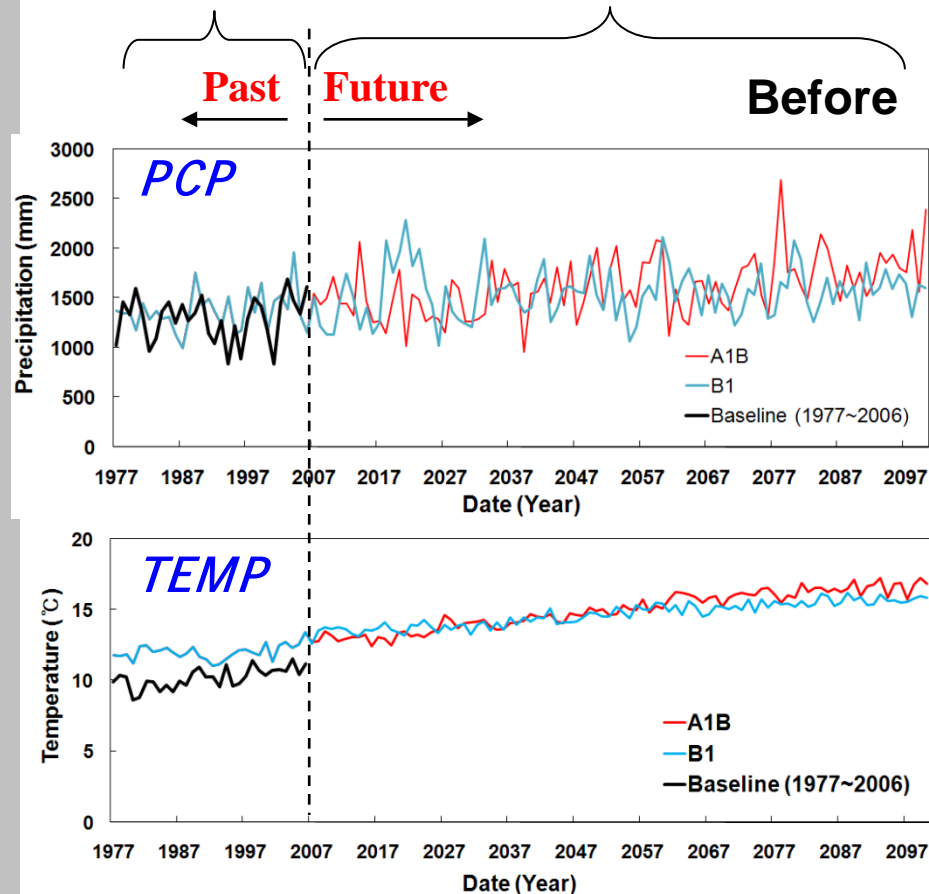 Past Future Before
PCP
Precipitation (mm)
3000
2500
2000
1500
1000
500
0
A1B
B1
Baseline (1977~2006)
1977 1987 1997 2007 2017 2027 2037 2047 2057 2067 2077 2087 2097
Date (Year)
TEMP
Temperature (℃)
20
15
10
5
0
A1B
B1
Baseline (1977~2006)
1977 1987 1997 2007 2017 2027 2037 2047 2057 2067 2077 2087 2097
Date (Year)